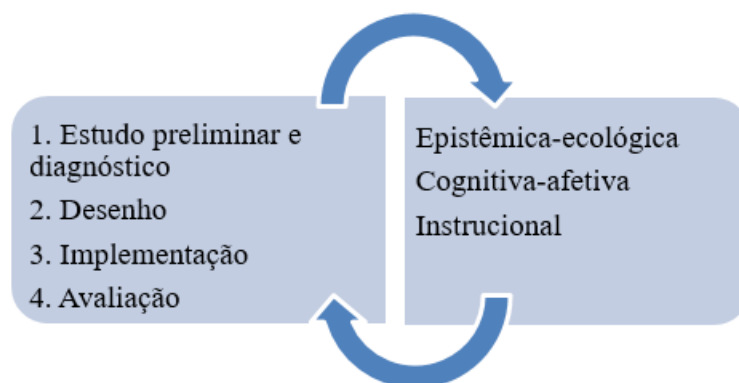 1. Estudo preliminar e
diagnóstico
2. Desenho
3. Implementação
4. Avaliação
Epistêmica-ecológica
Cognitiva-afetiva
Instrucional